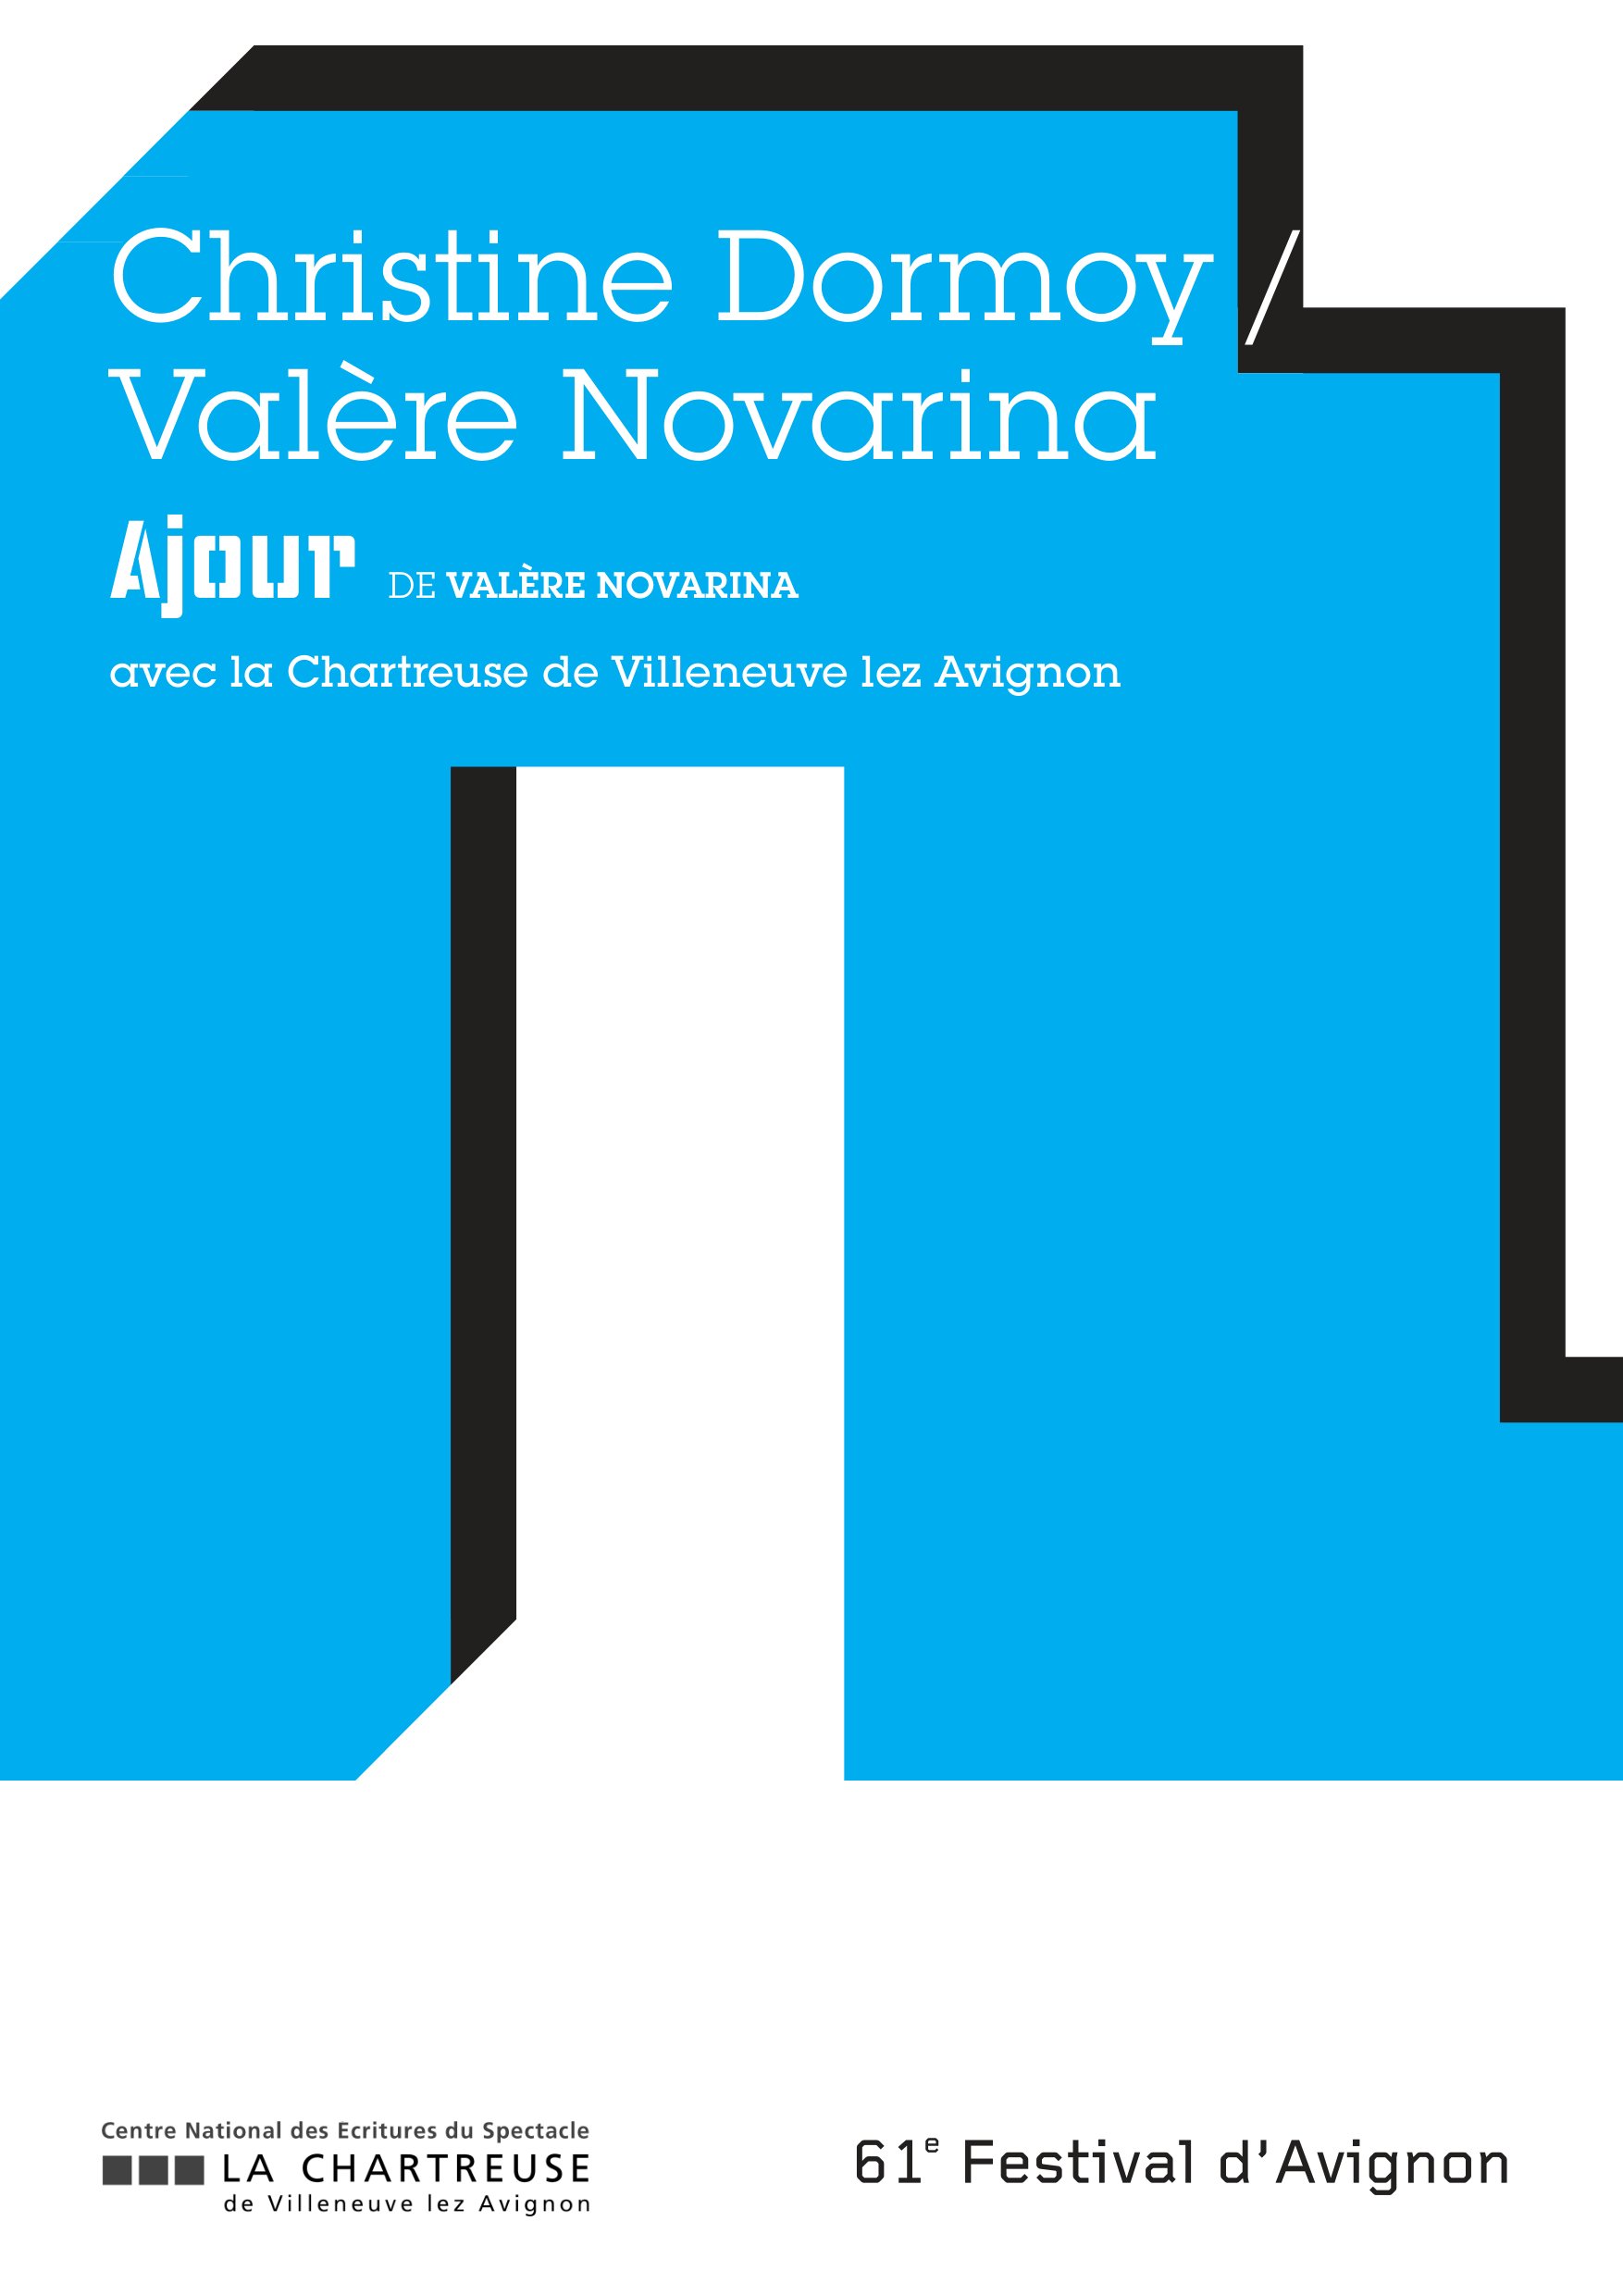 Christine Dormoy /
Valère Novarina
Ajour DE VALÈRE NOVARINA
avec la Chartreuse de Villeneuve lez Avignon
Centre National des Ecritures du Spectacle
LA CHARTREUSE
de Villeneuve lez Avignon
61e Festival d'Avignon